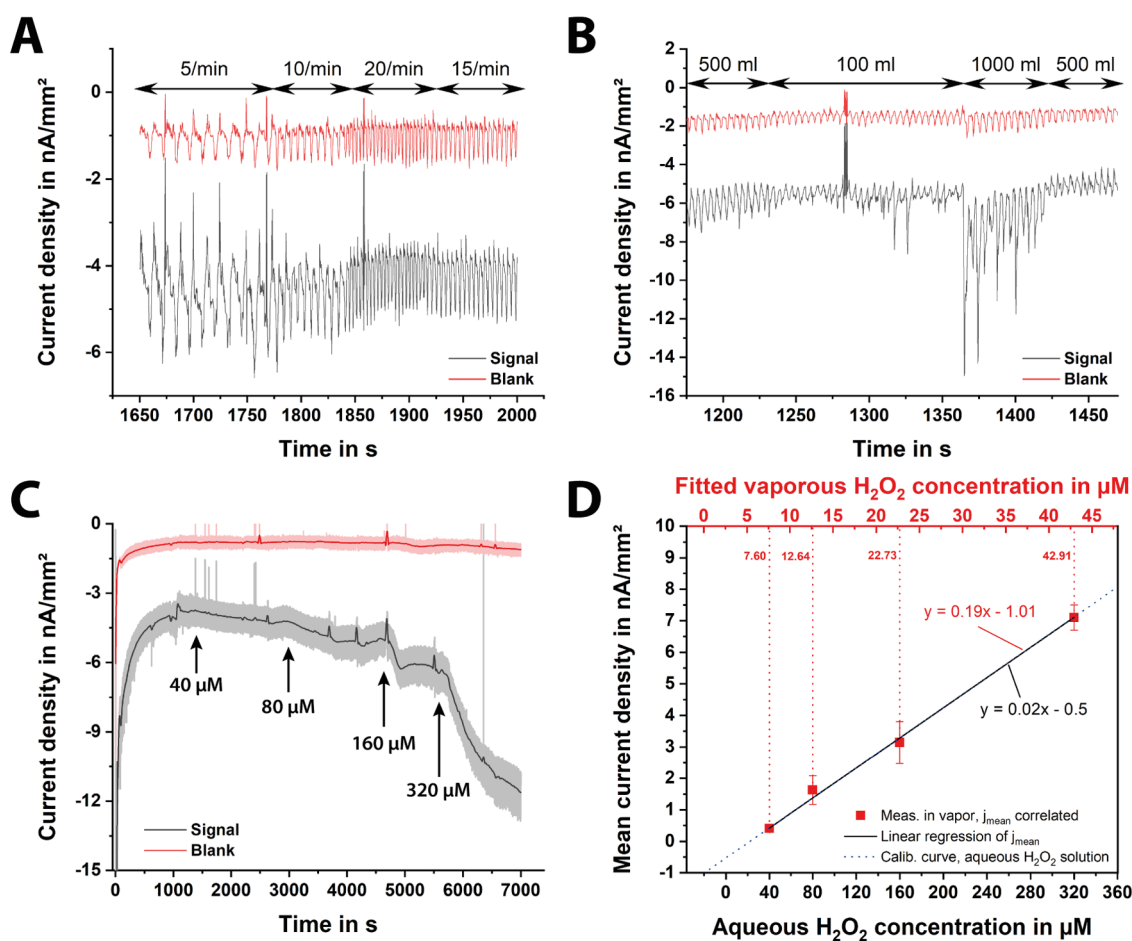 A
5/min
10/min
20/min
15/min
0
-2
-4
-6
Current density in nA/mm²
Signal
Blank
1650 1700 1750 1800 1850 1900 1950 2000
Time in s
B
500 ml
100 ml
1000 ml
500 ml
2
0
-2
-4
-6
-8
-10
-12
-14
-16
Current density in nA/mm²
Signal
Blank
1200 1250 1300 1350 1400 1450
Time in s
C
0
-3
-6
-9
-12
-15
Current density in nA/mm²
40 µM
80 µM
160 µM
320 µM
Signal
Blank
0 1000 2000 3000 4000 5000 6000 7000
Time in s
D
Fitted vaporous H₂O₂ concentration in µM
0 5 10 15 20 25 30 35 40 45
7.60
12.64
22.73
42.91
10
9
8
7
6
5
4
3
2
1
0
-1
Mean current density in nA/mm²
y = 0.19x - 1.01
y = 0.02x - 0.5
Meas. in vapor, jmean correlated
Linear regression of jmean
Calib. curve, aqueous H₂O₂ solution
0 40 80 120 160 200 240 280 320 360
Aqueous H₂O₂ concentration in µM